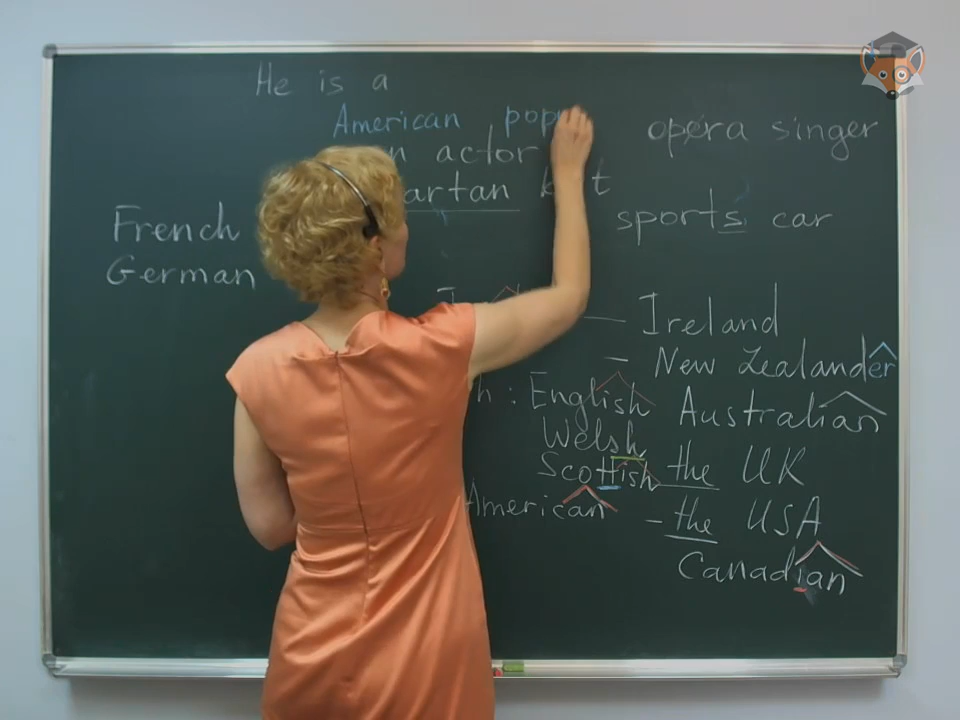 He is a
American pop
actor
opera singer
artan
sports car
French
German
Ireland
New Zealander
English
Australian
Welsh
Scottish the UK
American – the USA
Canadian